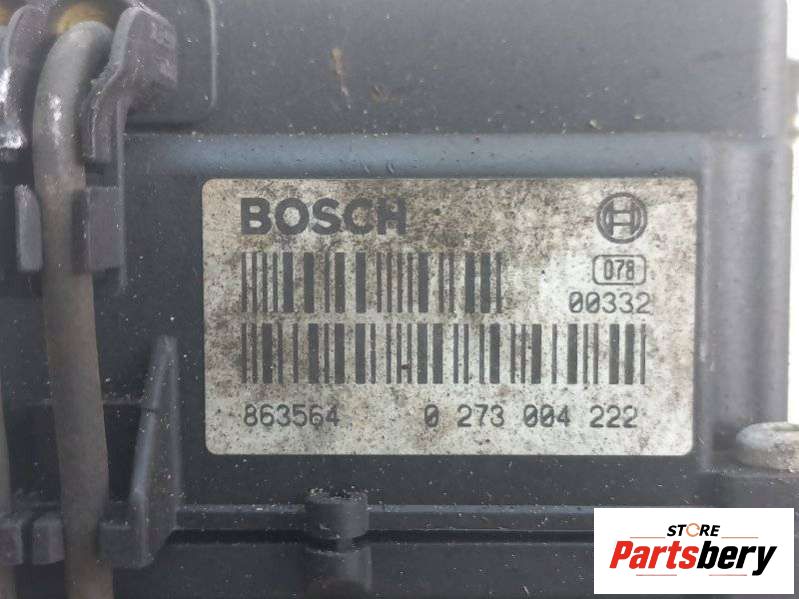 BOSCH
078
00332
863564 0 273 004 222
STORE
Partsbery